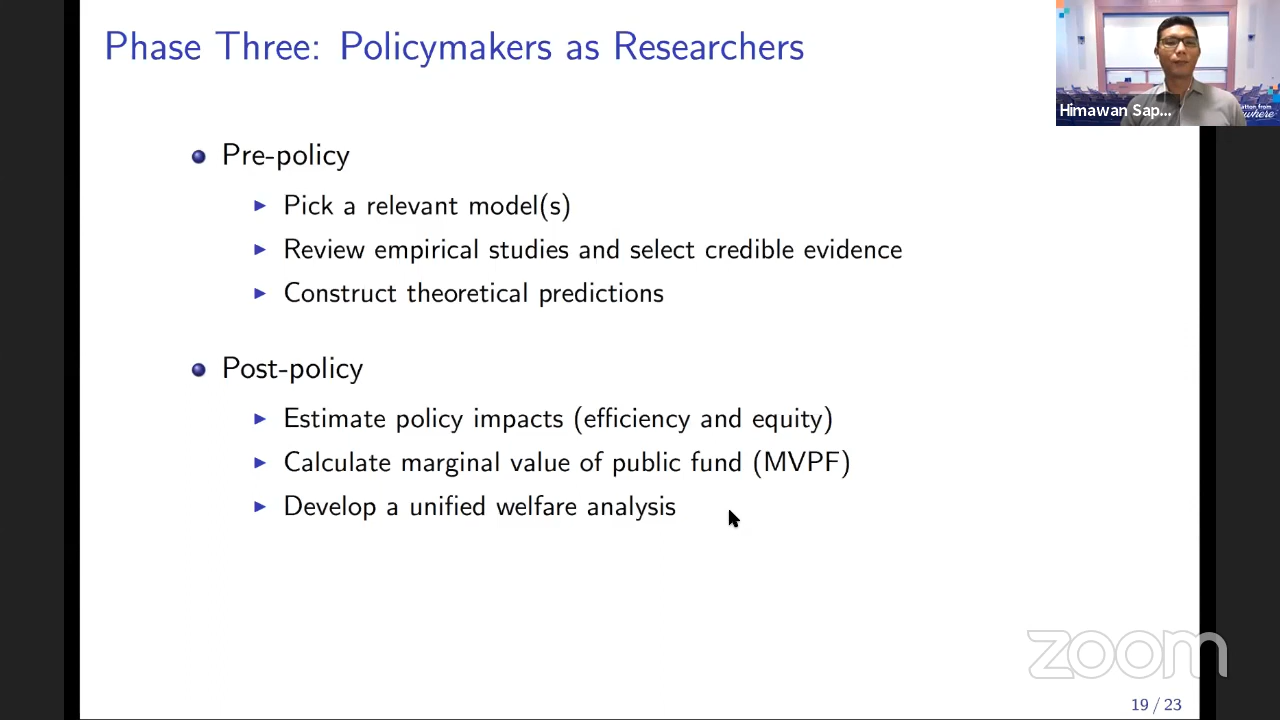 Phase Three: Policymakers as Researchers
Himawan Sap...
Pre-policy
Pick a relevant model(s)
Review empirical studies and select credible evidence
Construct theoretical predictions
Post-policy
Estimate policy impacts (efficiency and equity)
Calculate marginal value of public fund (MVPF)
Develop a unified welfare analysis
zoom
19 / 23